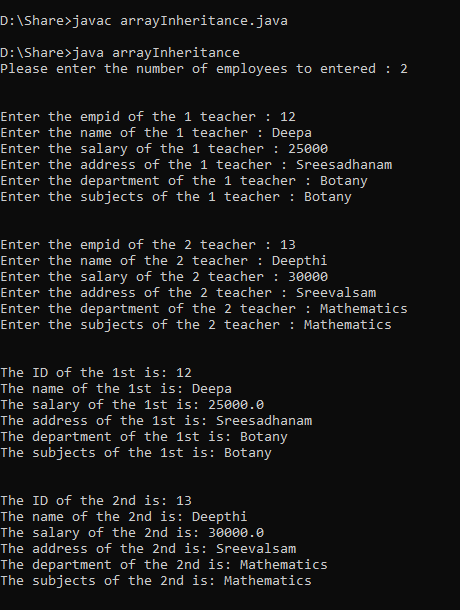 D:\Share>javac arrayInheritance.java
D:\Share>java arrayInheritance
Please enter the number of employees to entered : 2
Enter the empid of the 1 teacher : 12
Enter the name of the 1 teacher : Deepa
Enter the salary of the 1 teacher : 25000
Enter the address of the 1 teacher : Sreesadhanam
Enter the department of the 1 teacher : Botany
Enter the subjects of the 1 teacher : Botany
Enter the empid of the 2 teacher : 13
Enter the name of the 2 teacher : Deepthi
Enter the salary of the 2 teacher : 30000
Enter the address of the 2 teacher : Sreevalsam
Enter the department of the 2 teacher : Mathematics
Enter the subjects of the 2 teacher : Mathematics
The ID of the 1st is: 12
The name of the 1st is: Deepa
The salary of the 1st is: 25000.0
The address of the 1st is: Sreesadhanam
The department of the 1st is: Botany
The subjects of the 1st is: Botany
The ID of the 2nd is: 13
The name of the 2nd is: Deepthi
The salary of the 2nd is: 30000.0
The address of the 2nd is: Sreevalsam
The department of the 2nd is: Mathematics
The subjects of the 2nd is: Mathematics